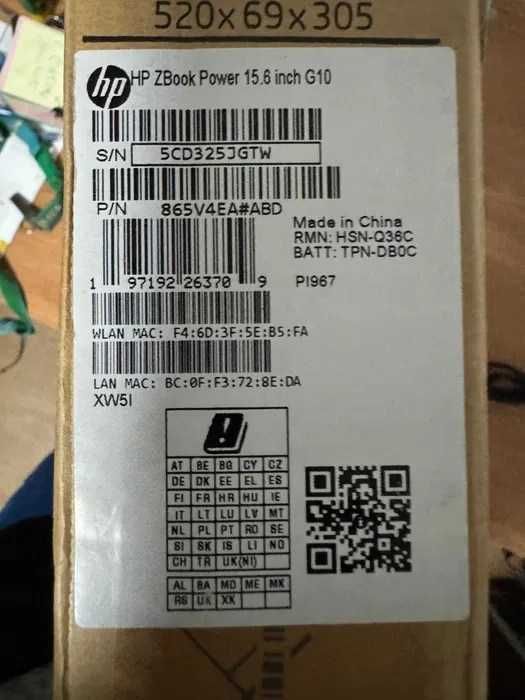 520x69x305
hp HP ZBook Power 15.6 inch G10
S/N 5CD325JGTW
P/N 865V4EA#ABD
Made in China
RMN: HSN-Q36C
BATT: TPN-DB0C
1 97192 26370 9 PI967
WLAN MAC: F4:6D:3F:5E:B5:FA
LAN MAC: BC:0F:F3:72:8E:DA
XW5I
AT BE BG CY CZ
DE DK EE EL ES
FI FR HR HU IE
IT LT LU LV MT
NL PL PT RO SE
SI SK IS LI NO
CH TR UK(NI)
AL BA MD ME MK
RS UK XK